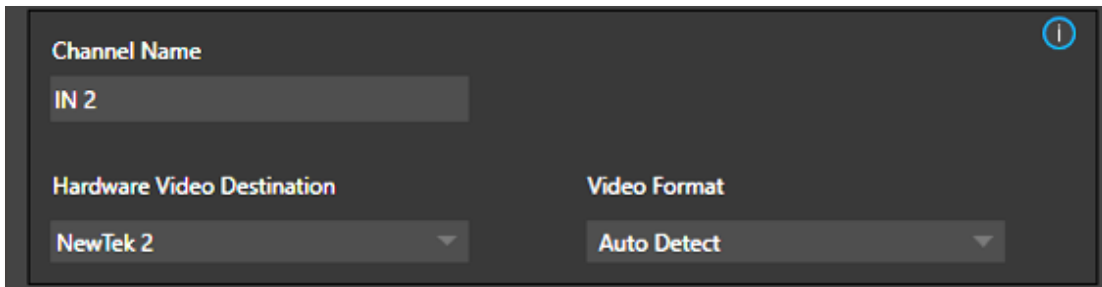 Channel Name
IN 2
Hardware Video Destination
Video Format
NewTek 2
Auto Detect